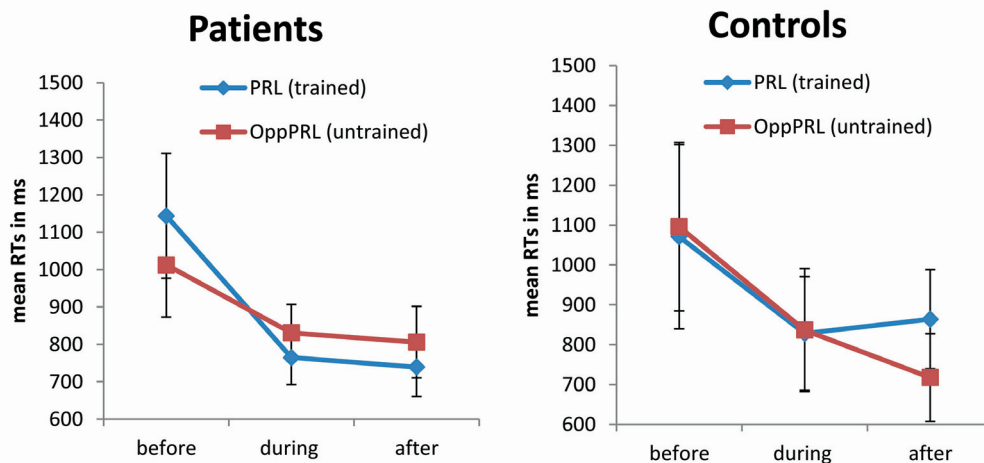 Patients
mean RTs in ms
1500
1400
1300
1200
1100
1000
900
800
700
600
PRL (trained)
OppPRL (untrained)
before during after
Controls
mean RTs in ms
1500
1400
1300
1200
1100
1000
900
800
700
600
PRL (trained)
OppPRL (untrained)
before during after